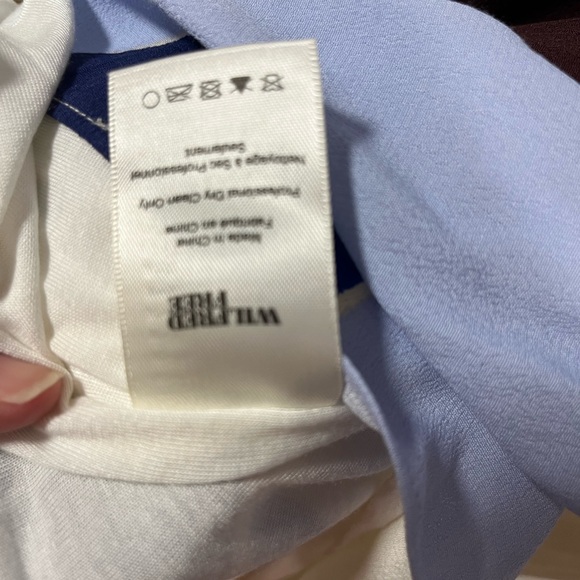 WILFRED
FREE
Made in China
Fabriqué en Chine
Professional Dry Clean Only
Nettoyage à Sec Professionnel
Seulement